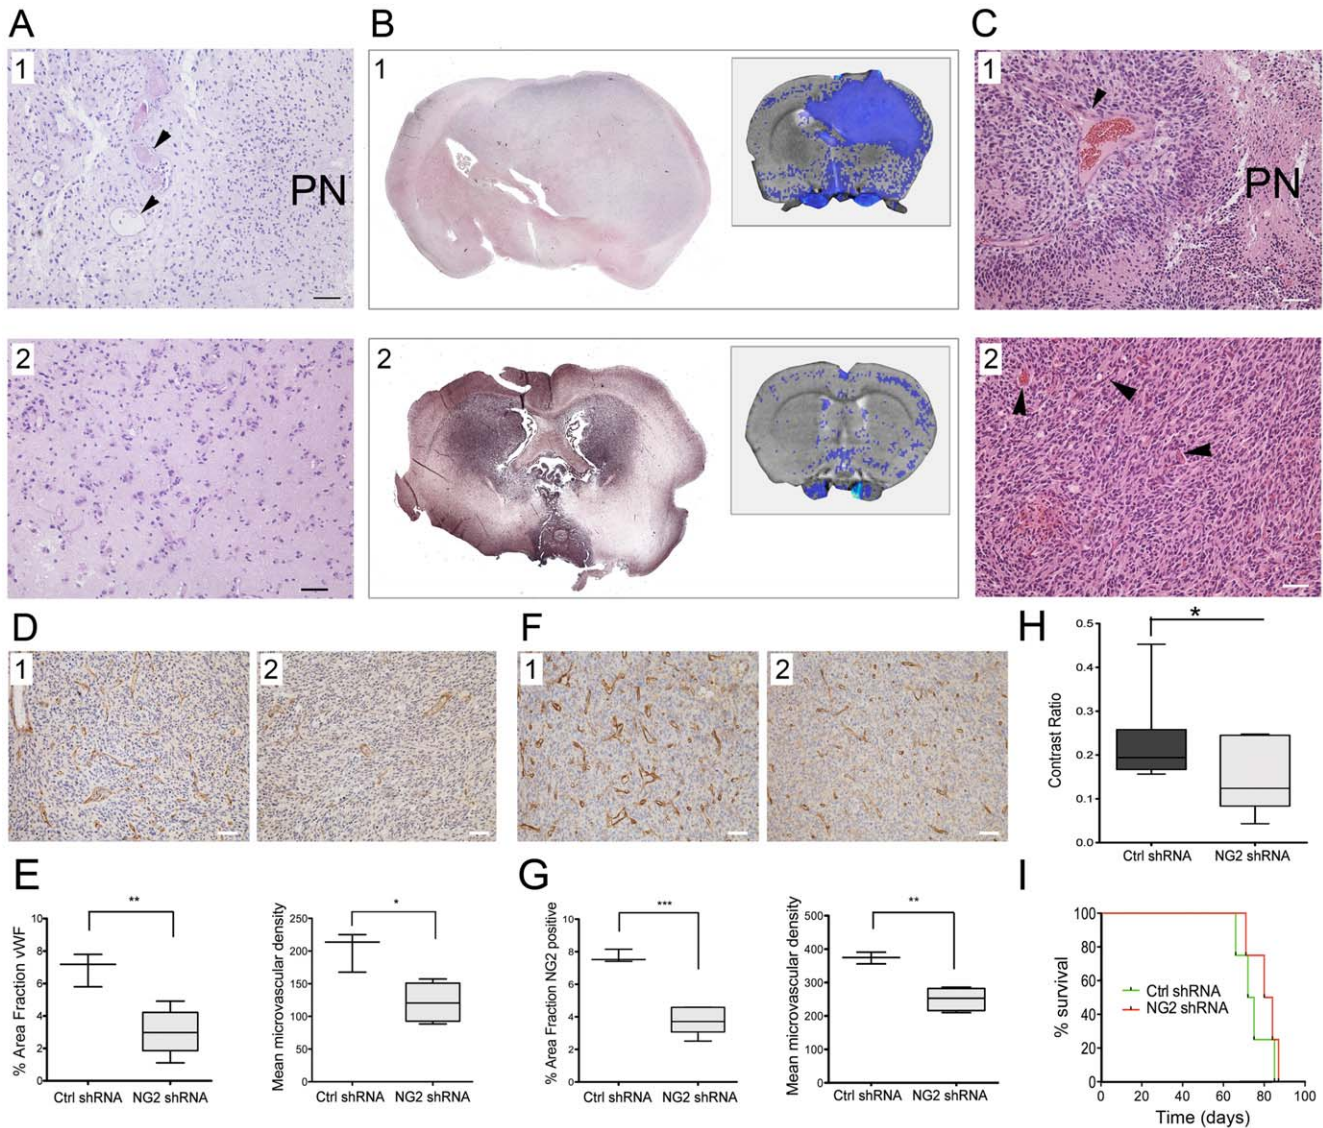 A
B
C
1
PN
1
1
PN
2
2
2
D
F
H
1
2
1
2
*
Contrast Ratio
0.5
0.4
0.3
0.2
0.1
0.0
Ctrl shRNA
NG2 shRNA
E
G
I
**
% Area Fraction vWF
10
8
6
4
2
0
Ctrl shRNA
NG2 shRNA
*
Mean microvascular density
250
200
150
100
50
0
Ctrl shRNA
NG2 shRNA
***
% Area Fraction NG2 positive
10
8
6
4
2
0
Ctrl shRNA
NG2 shRNA
**
Mean microvascular density
500
400
300
200
100
0
Ctrl shRNA
NG2 shRNA
% survival
100
80
60
40
20
0
Ctrl shRNA
NG2 shRNA
0 20 40 60 80 100
Time (days)